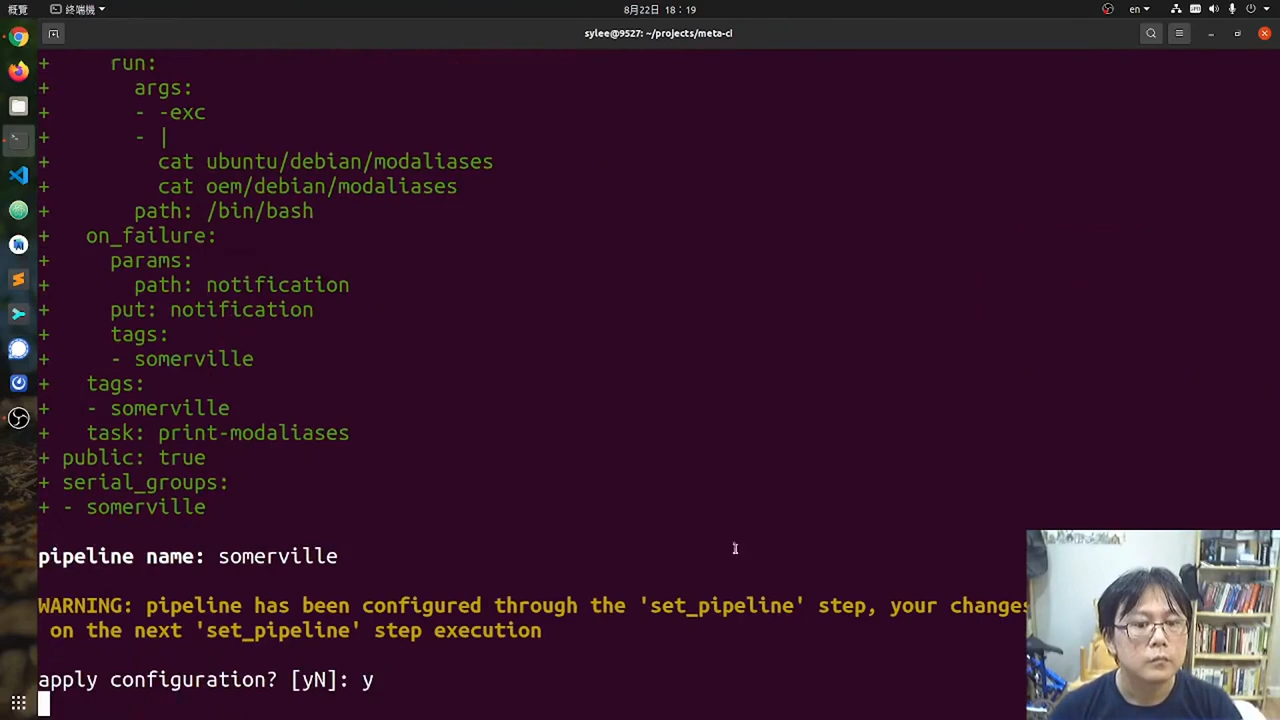 概覽 終端機 8月22日 18：19 en
sylee@9527: ~/projects/meta-ci
+ run:
+ args:
+ - -exc
+ - |
+ cat ubuntu/debian/modaliases
+ cat oem/debian/modaliases
+ path: /bin/bash
+ on_failure:
+ params:
+ path: notification
+ put: notification
+ tags:
+ - somerville
+ tags:
+ - somerville
+ task: print-modaliases
+ public: true
+ serial_groups:
+ - somerville
pipeline name: somerville
WARNING: pipeline has been configured through the 'set_pipeline' step, your changes
on the next 'set_pipeline' step execution
apply configuration? [yN]: y